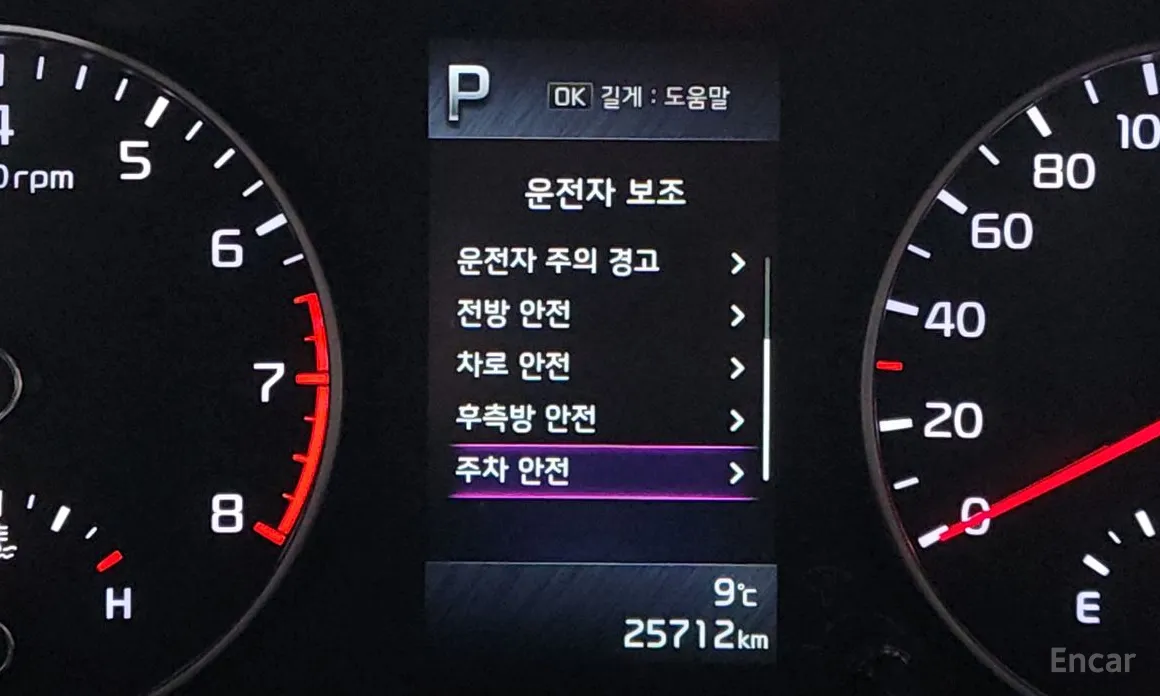 P
OK 길게 : 도움말
운전자 보조
운전자 주의 경고
전방 안전
차로 안전
후측방 안전
주차 안전
9℃
25712km
4
5
6
7
8
rpm
H
0
20
40
60
80
10
E
Encar